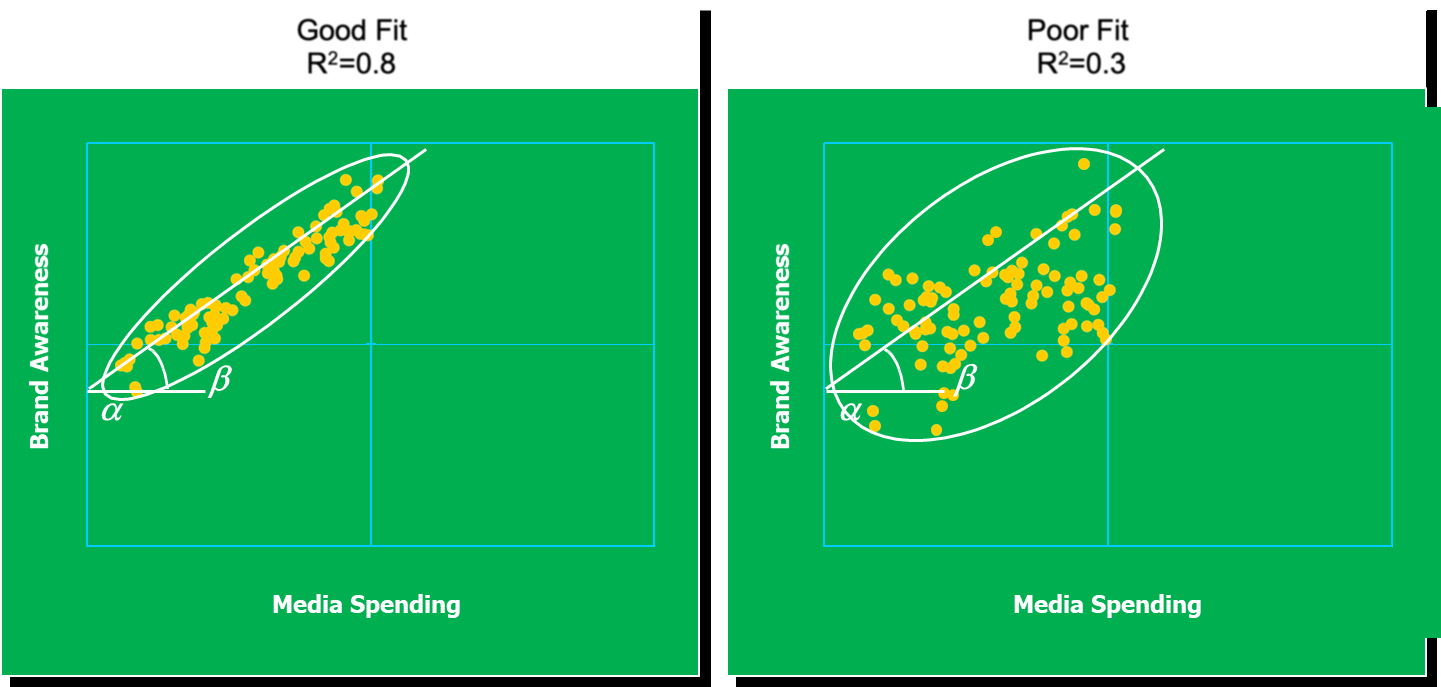 Good Fit
R²=0.8
Brand Awareness
α
β
Media Spending
Poor Fit
R²=0.3
Brand Awareness
α
β
Media Spending